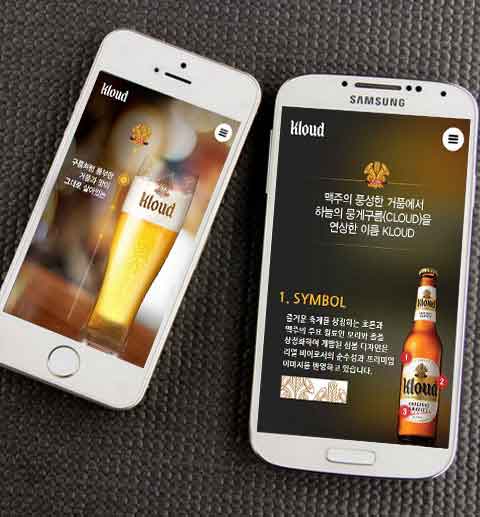 kloud
구름처럼 풍성한
거품과 맛이
그대로 살아있는
Kloud
SAMSUNG
kloud
맥주의 풍성한 거품에서
하늘의 뭉게구름(CLOUD)을
연상한 이름 KLOUD
1. SYMBOL
즐거운 축제를 상징하는 호른과
맥주의 주요 원료인 보리와 홉을
상징화하여 개발된 심볼 디자인은
리얼 비어로서의 순수성과 프리미엄
이미지를 반영하고 있습니다.
Kloud
1
2
Kloud
3
ORIGINAL